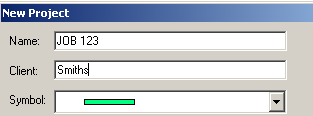 New Project
Name: JOB 123
Client: Smiths
Symbol: